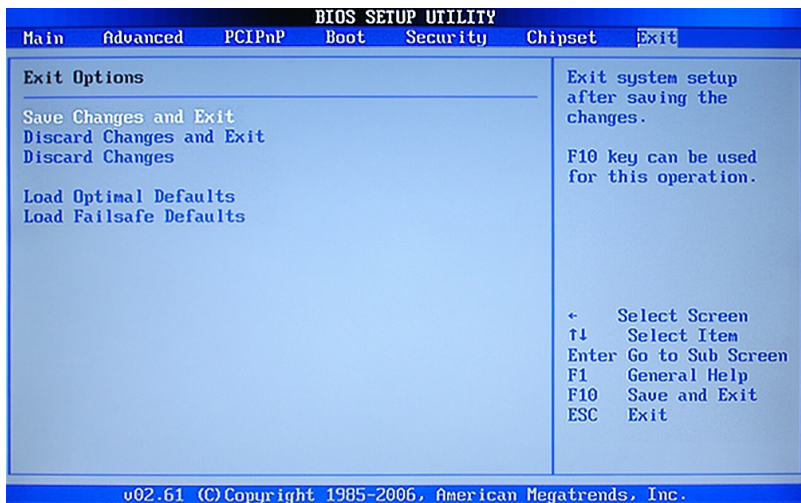 BIOS SETUP UTILITY
Main Advanced PCIPnP Boot Security Chipset Exit
Exit Options
Save Changes and Exit
Discard Changes and Exit
Discard Changes
Load Optimal Defaults
Load Failsafe Defaults
Exit system setup
after saving the
changes.
F10 key can be used
for this operation.
← Select Screen
↑↓ Select Item
Enter Go to Sub Screen
F1 General Help
F10 Save and Exit
ESC Exit
v02.61 (C)Copyright 1985-2006, American Megatrends, Inc.